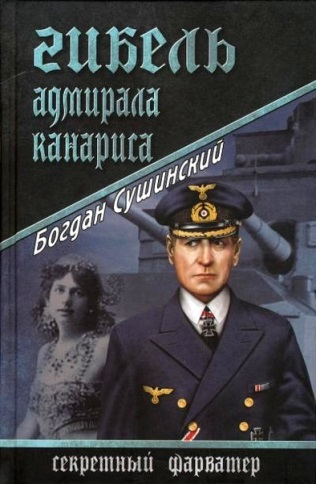 гибель
адмирала
канариса
Богдан Сушинский
секретный фарватер